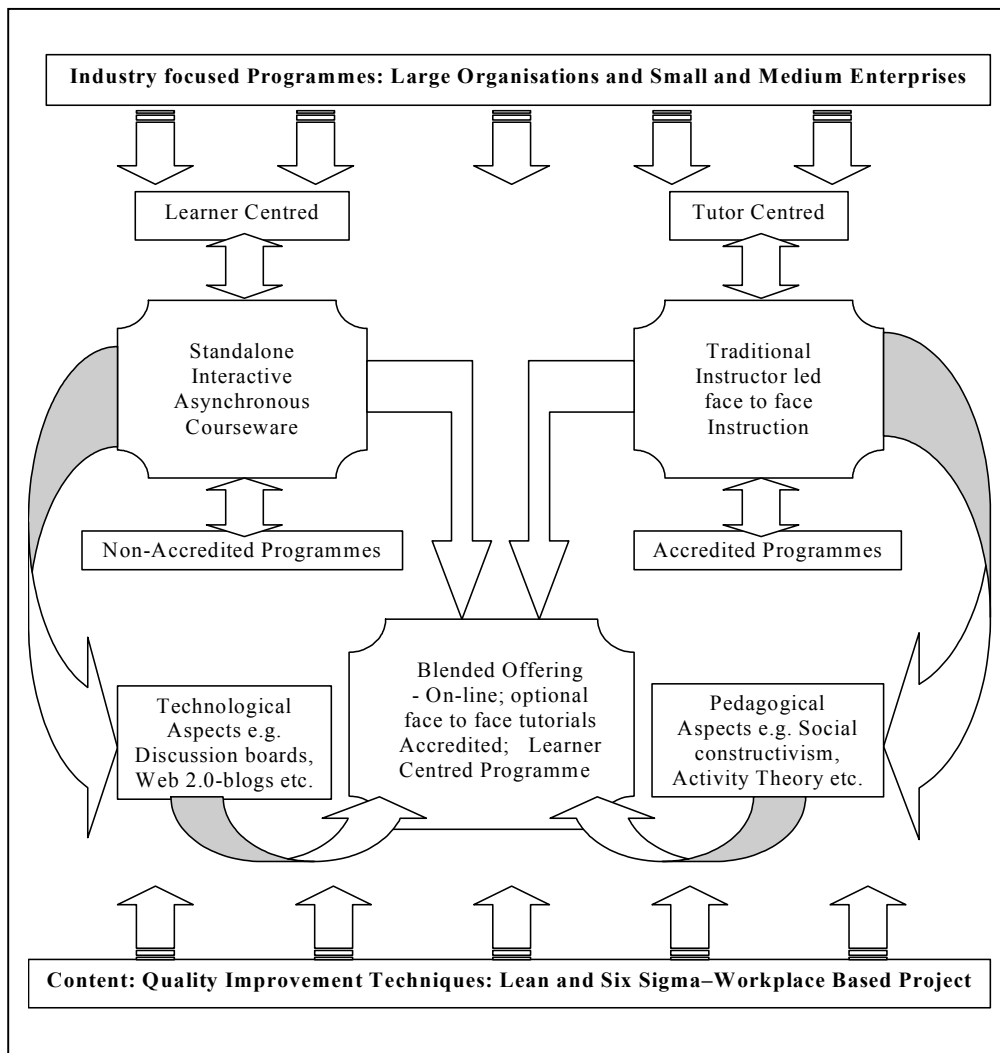 Industry focused Programmes: Large Organisations and Small and Medium Enterprises
Learner Centred
Tutor Centred
Standalone
Interactive
Asynchronous
Courseware
Traditional
Instructor led
face to face
Instruction
Non-Accredited Programmes
Accredited Programmes
Blended Offering
- On-line; optional
face to face tutorials
Accredited; Learner
Centred Programme
Technological
Aspects e.g.
Discussion boards,
Web 2.0-blogs etc.
Pedagogical
Aspects e.g. Social
constructivism,
Activity Theory etc.
Content: Quality Improvement Techniques: Lean and Six Sigma–Workplace Based Project